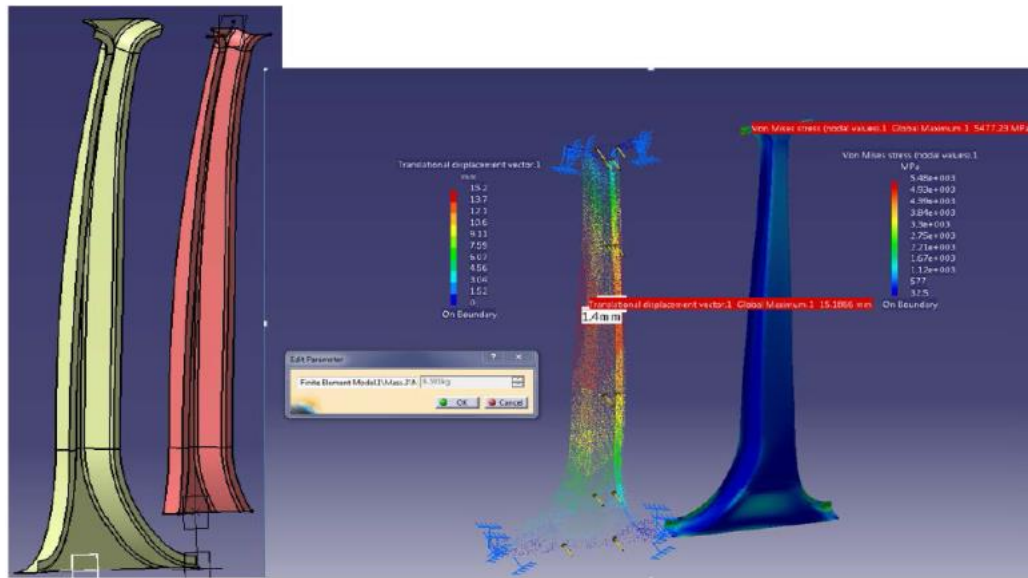 Von Mises stress (nodal values).1 Global Maximum.1 5477.23 MPa
Translational displacement vector.1
mm
15.2
13.7
12.1
10.6
9.11
7.59
6.07
4.56
3.04
1.52
0
On Boundary
Von Mises stress (nodal values).1
MPa
5.48e+003
4.93e+003
4.39e+003
3.84e+003
3.3e+003
2.75e+003
2.21e+003
1.67e+003
1.12e+003
577
32.5
On Boundary
Translational displacement vector.1 Global Maximum.1 15.1866 mm
1.4mm
Edit Parameter
Finite Element Model.1\Mass.2\M
OK
Cancel